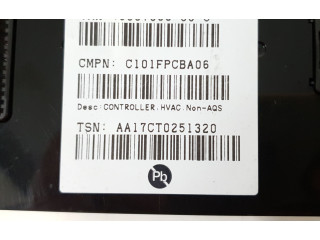 CMPN: C101FPCBA06
Desc:CONTROLLER,HVAC,Non-AQS
TSN: AA17CT0251320
Pb